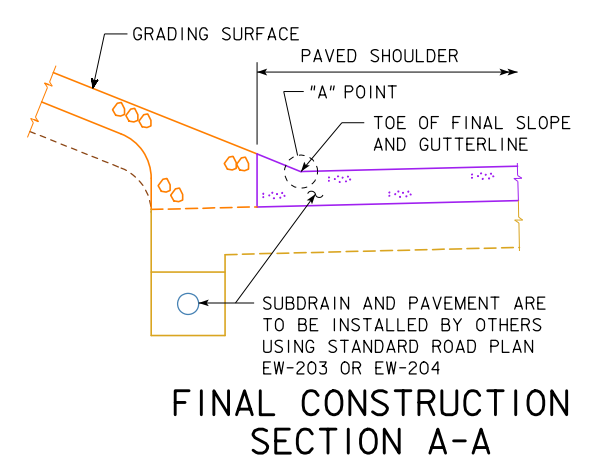 GRADING SURFACE
PAVED SHOULDER
"A" POINT
TOE OF FINAL SLOPE
AND GUTTERLINE
SUBDRAIN AND PAVEMENT ARE
TO BE INSTALLED BY OTHERS
USING STANDARD ROAD PLAN
EW-203 OR EW-204
FINAL CONSTRUCTION
SECTION A-A